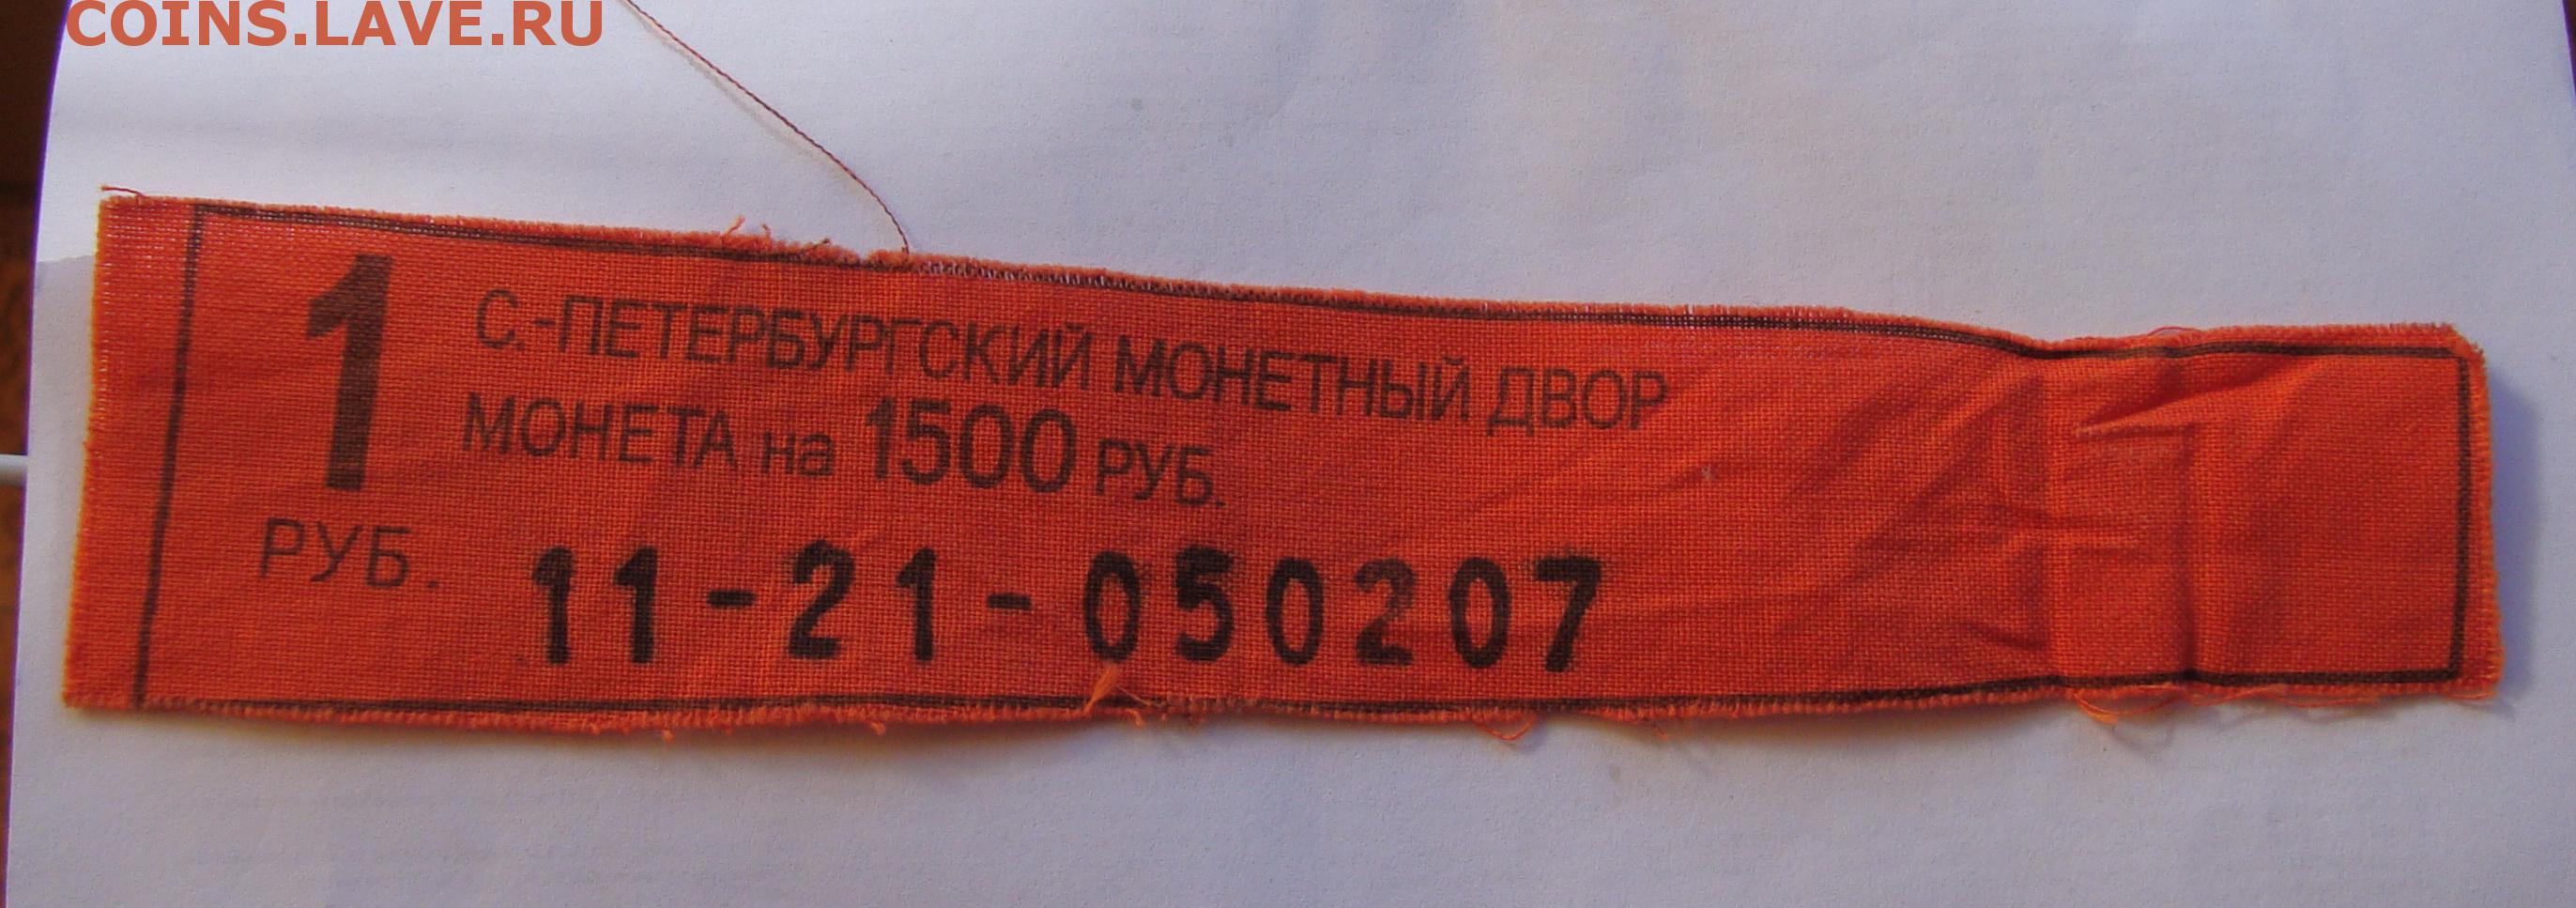 COINS.LAVE.RU
1
РУБ.
С.-ПЕТЕРБУРГСКИЙ МОНЕТНЫЙ ДВОР
МОНЕТА на 1500 РУБ.
11-21-050207